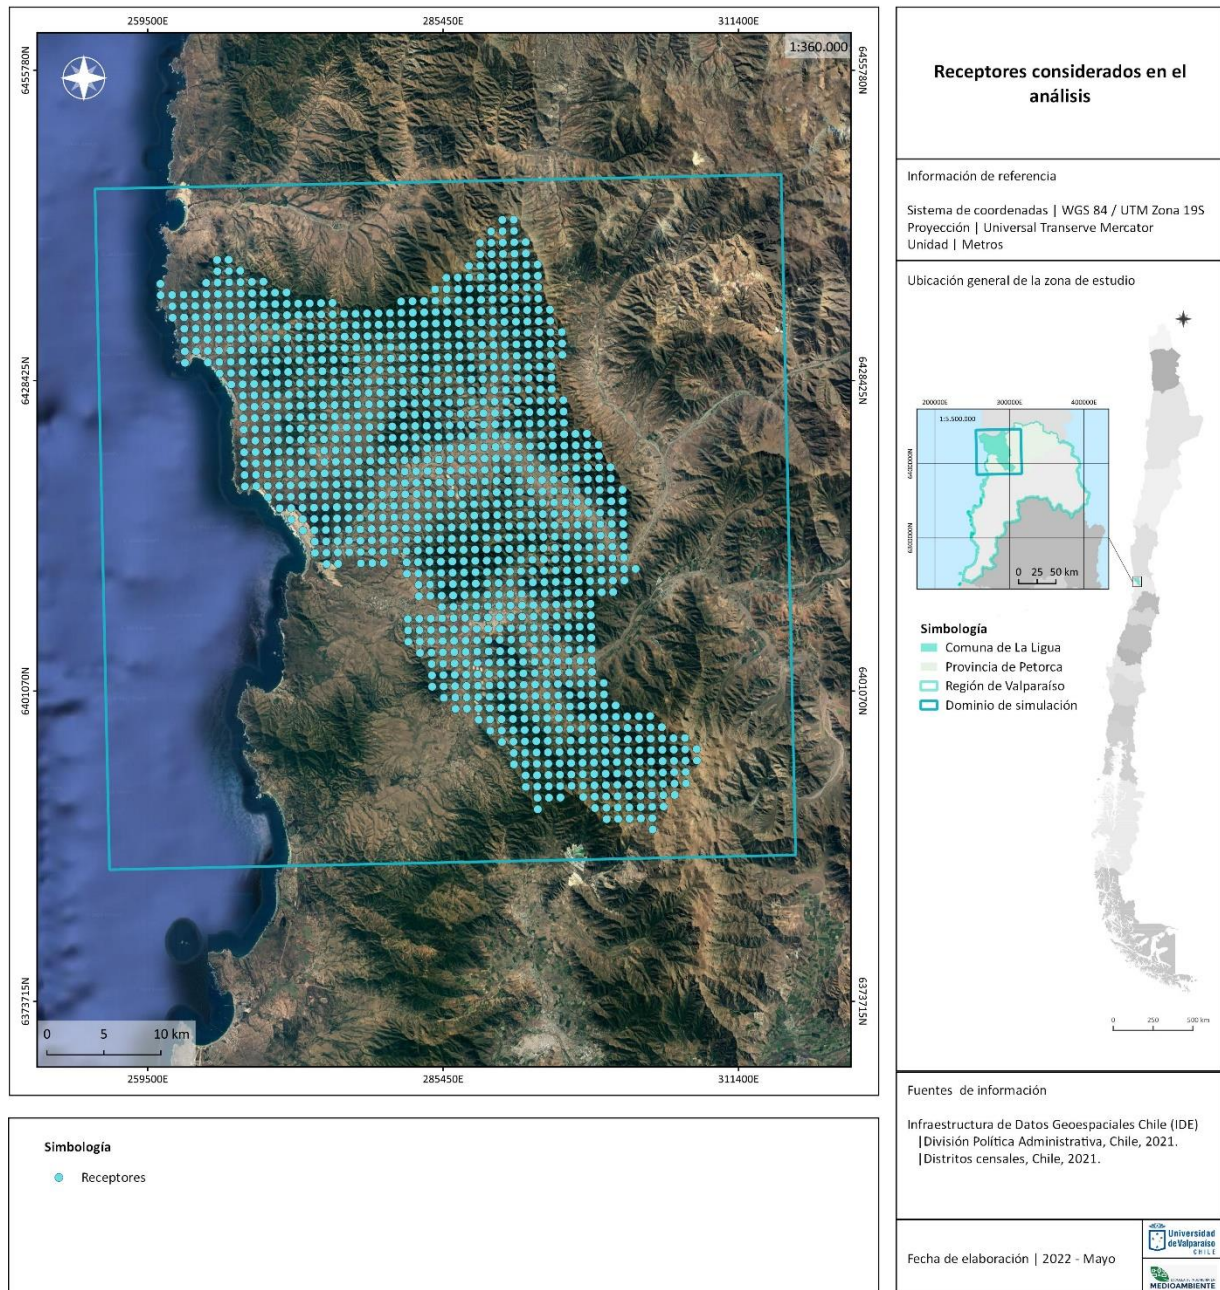 259500E
285450E
311400E
1:360.000
6455780N
6455780N
6428425N
6428425N
6401070N
6401070N
6373715N
6373715N
0 5 10 km
259500E
285450E
311400E
Simbología
Receptores
Receptores considerados en el
análisis
Información de referencia
Sistema de coordenadas | WGS 84 / UTM Zona 19S
Proyección | Universal Transerve Mercator
Unidad | Metros
Ubicación general de la zona de estudio
200000E
300000E
400000E
1:5.500.000
6400000N
6300000N
0 25 50 km
Simbología
Comuna de La Ligua
Provincia de Petorca
Región de Valparaíso
Dominio de simulación
0 250 500 km
Fuentes de información
Infraestructura de Datos Geoespaciales Chile (IDE)
|División Política Administrativa, Chile, 2021.
|Distritos censales, Chile, 2021.
Fecha de elaboración | 2022 - Mayo
Universidad
de Valparaíso
CHILE
MEDIOAMBIENTE